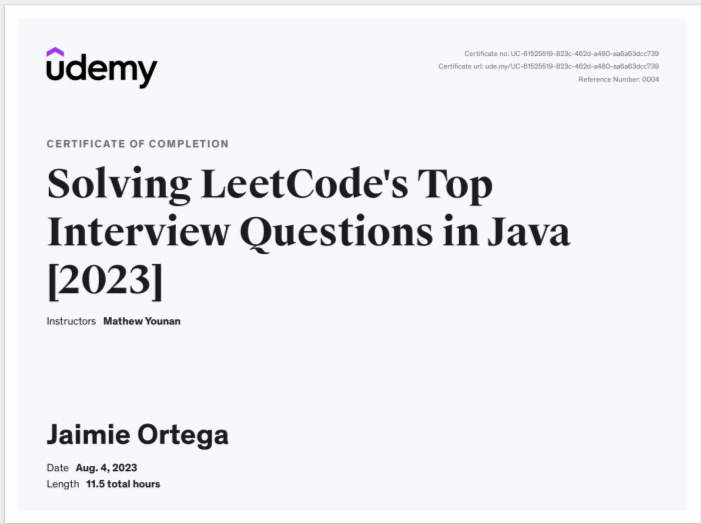 udemy
Certificate no: UC-61525519-823c-462d-a480-aa6a63dcc739
Certificate url: ude.my/UC-61525519-823c-462d-a480-aa6a63dcc739
Reference Number: 0004
CERTIFICATE OF COMPLETION
Solving LeetCode's Top
Interview Questions in Java
[2023]
Instructors Mathew Younan
Jaimie Ortega
Date Aug. 4, 2023
Length 11.5 total hours